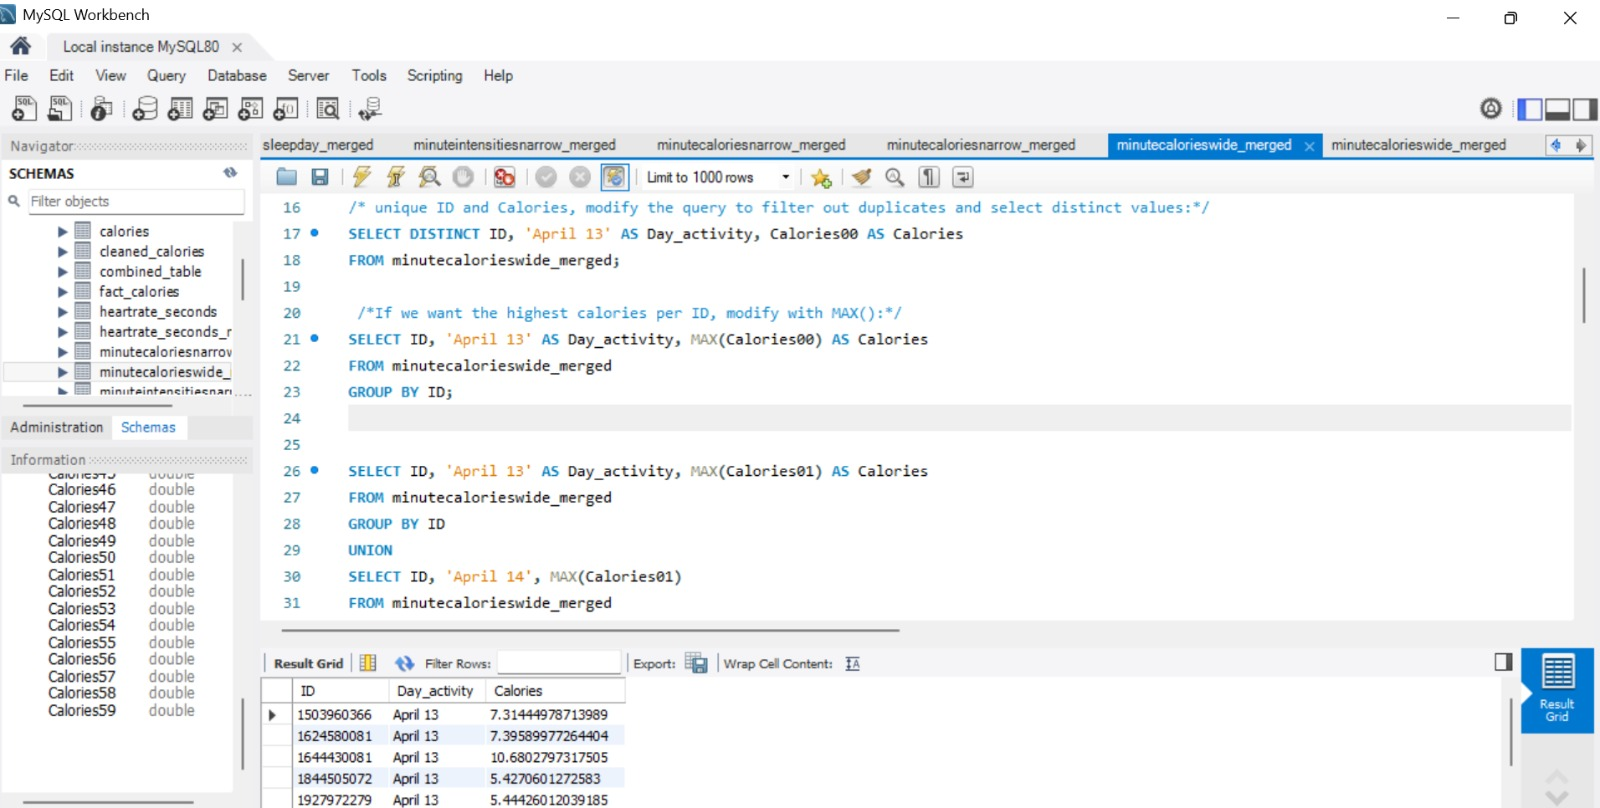 MySQL Workbench
Local instance MySQL80
File Edit View Query Database Server Tools Scripting Help
Navigator
SCHEMAS
Filter objects
calories
cleaned_calories
combined_table
fact_calories
heartrate_seconds
heartrate_seconds_r
minutecaloriesnarrow
minutecalorieswide_
minuteintensitiesnar
Administration Schemas
Information
Calories45 double
Calories46 double
Calories47 double
Calories48 double
Calories49 double
Calories50 double
Calories51 double
Calories52 double
Calories53 double
Calories54 double
Calories55 double
Calories56 double
Calories57 double
Calories58 double
Calories59 double
sleepday_merged minuteintensitiesnarrow_merged minutecaloriesnarrow_merged minutecaloriesnarrow_merged minutecalorieswide_merged minutecalorieswide_merged
Limit to 1000 rows
16 /* unique ID and Calories, modify the query to filter out duplicates and select distinct values:*/
17 SELECT DISTINCT ID, 'April 13' AS Day_activity, Calories00 AS Calories
18 FROM minutecalorieswide_merged;
19
20 /*If we want the highest calories per ID, modify with MAX():*/
21 SELECT ID, 'April 13' AS Day_activity, MAX(Calories00) AS Calories
22 FROM minutecalorieswide_merged
23 GROUP BY ID;
24
25
26 SELECT ID, 'April 13' AS Day_activity, MAX(Calories01) AS Calories
27 FROM minutecalorieswide_merged
28 GROUP BY ID
29 UNION
30 SELECT ID, 'April 14', MAX(Calories01)
31 FROM minutecalorieswide_merged
Result Grid Filter Rows: Export: Wrap Cell Content:
ID Day_activity Calories
1503960366 April 13 7.31444978713989
1624580081 April 13 7.39589977264404
1644430081 April 13 10.6802797317505
1844505072 April 13 5.4270601272583
1927972279 April 13 5.44426012039185
Result
Grid